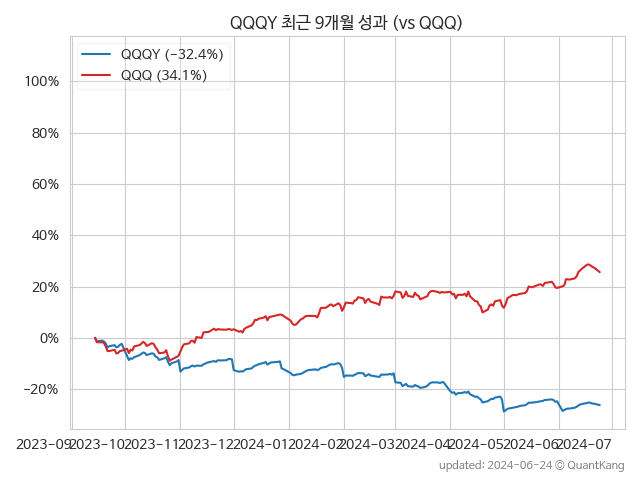 QQQY 최근 9개월 성과 (vs QQQ)
QQQY (-32.4%)
QQQ (34.1%)
100%
80%
60%
40%
20%
0%
-20%
2023-09 2023-10 2023-11 2023-12 2024-01 2024-02 2024-03 2024-04 2024-05 2024-06 2024-07
updated: 2024-06-24 © QuantKang